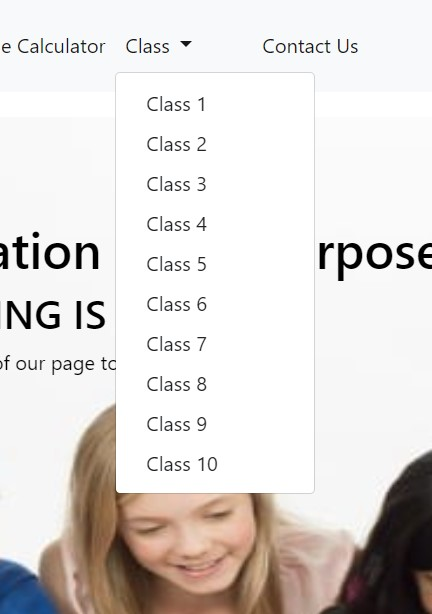 e Calculator Class Contact Us
Class 1
Class 2
Class 3
Class 4
ation rpose
Class 5
Class 6
NG IS
Class 7
of our page to
Class 8
Class 9
Class 10